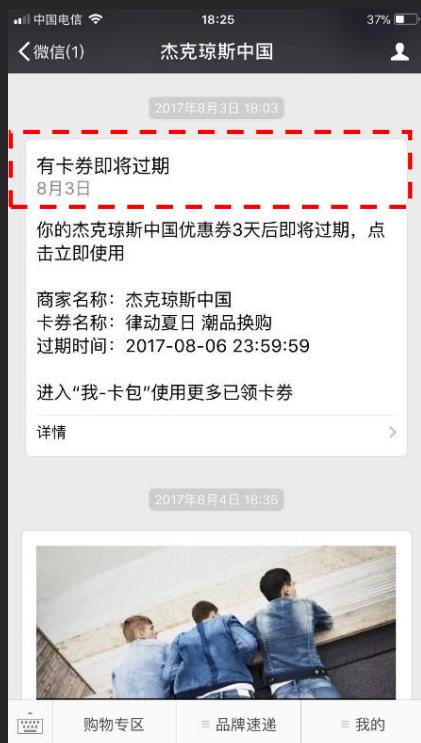 中国电信 18:25 37%
微信(1) 杰克琼斯中国
2017年8月3日 18:03
有卡券即将过期
8月3日
你的杰克琼斯中国优惠券3天后即将过期，点
击立即使用
商家名称：杰克琼斯中国
卡券名称：律动夏日 潮品换购
过期时间：2017-08-06 23:59:59
进入“我-卡包”使用更多已领卡券
详情
2017年8月4日 18:35
购物专区 品牌速递 我的